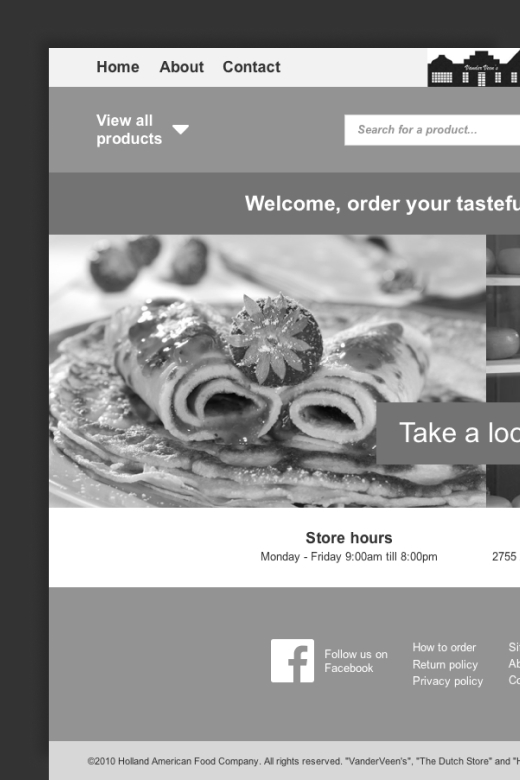 Home About Contact
Vander Veen's
View all
products
Search for a product...
Welcome, order your tastefu
Take a loo
Store hours
Monday - Friday 9:00am till 8:00pm
2755
Follow us on
Facebook
How to order
Return policy
Privacy policy
Si
Ab
Co
©2010 Holland American Food Company. All rights reserved. "VanderVeen's", "The Dutch Store" and "H